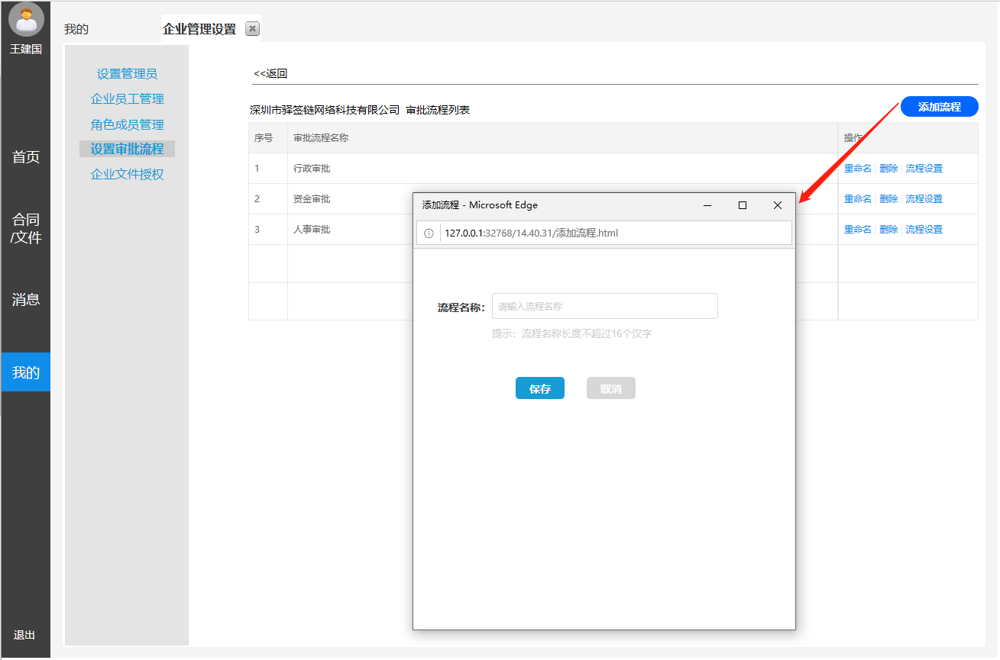 王建国
首页
合同
/文件
消息
我的
退出
我的
企业管理设置
设置管理员
企业员工管理
角色成员管理
设置审批流程
企业文件授权
<<返回
深圳市驿签链网络科技有限公司 审批流程列表
添加流程
序号 审批流程名称 操作
1 行政审批 重命名 | 删除 | 流程设置
2 资金审批 重命名 | 删除 | 流程设置
3 人事审批 重命名 | 删除 | 流程设置
添加流程 - Microsoft Edge
127.0.0.1:32768/14.40.31/添加流程.html
流程名称： 请输入流程名称
提示：流程名称长度不超过16个汉字
保存 取消